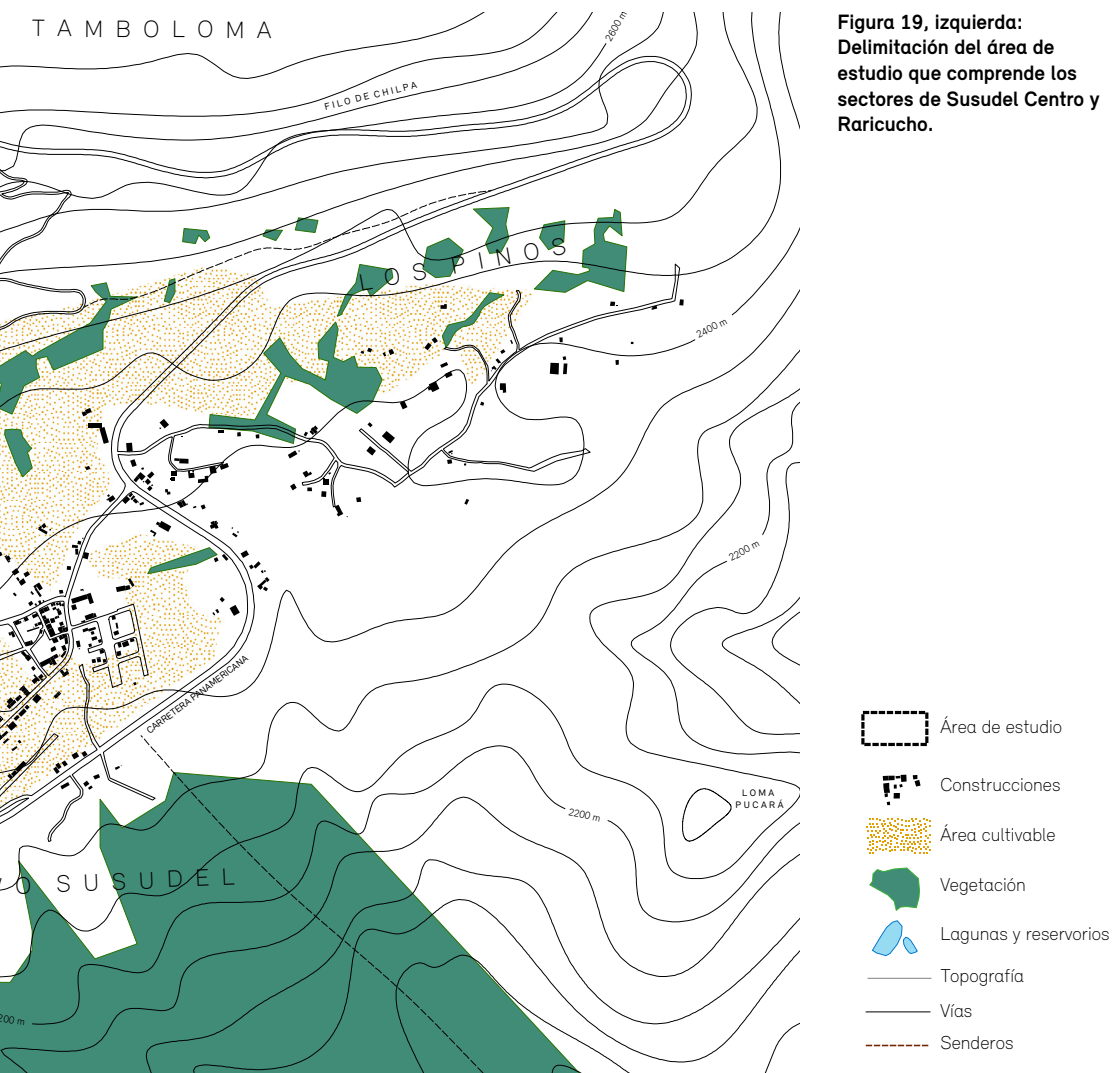 TAMBOLOMA
2600 m
FILO DE CHILPA
LOS PINOS
2400 m
2200 m
CARRETERA PANAMERICANA
LOMA
PUCARÁ
2200 m
VO SUSUDEL
200 m
Figura 19, izquierda:
Delimitación del área de
estudio que comprende los
sectores de Susudel Centro y
Raricucho.
Área de estudio
Construcciones
Área cultivable
Vegetación
Lagunas y reservorios
Topografía
Vías
Senderos